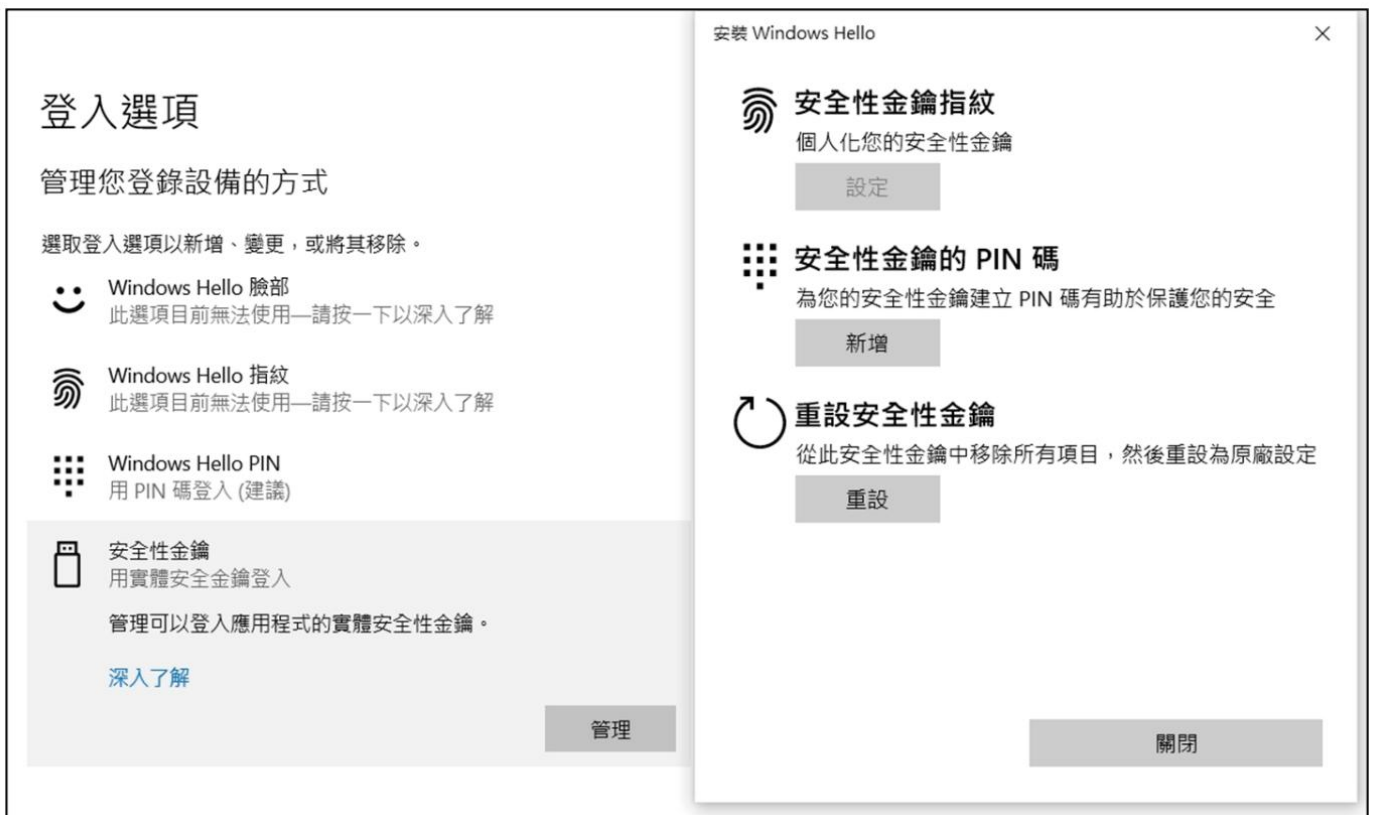 登入選項
管理您登錄設備的方式
選取登入選項以新增、變更，或將其移除。
Windows Hello 臉部
此選項目前無法使用—請按一下以深入了解
Windows Hello 指紋
此選項目前無法使用—請按一下以深入了解
Windows Hello PIN
用 PIN 碼登入 (建議)
安全性金鑰
用實體安全金鑰登入
管理可以登入應用程式的實體安全性金鑰。
深入了解
管理
安裝 Windows Hello
安全性金鑰指紋
個人化您的安全性金鑰
設定
安全性金鑰的 PIN 碼
為您的安全性金鑰建立 PIN 碼有助於保護您的安全
新增
重設安全性金鑰
從此安全性金鑰中移除所有項目，然後重設為原廠設定
重設
關閉